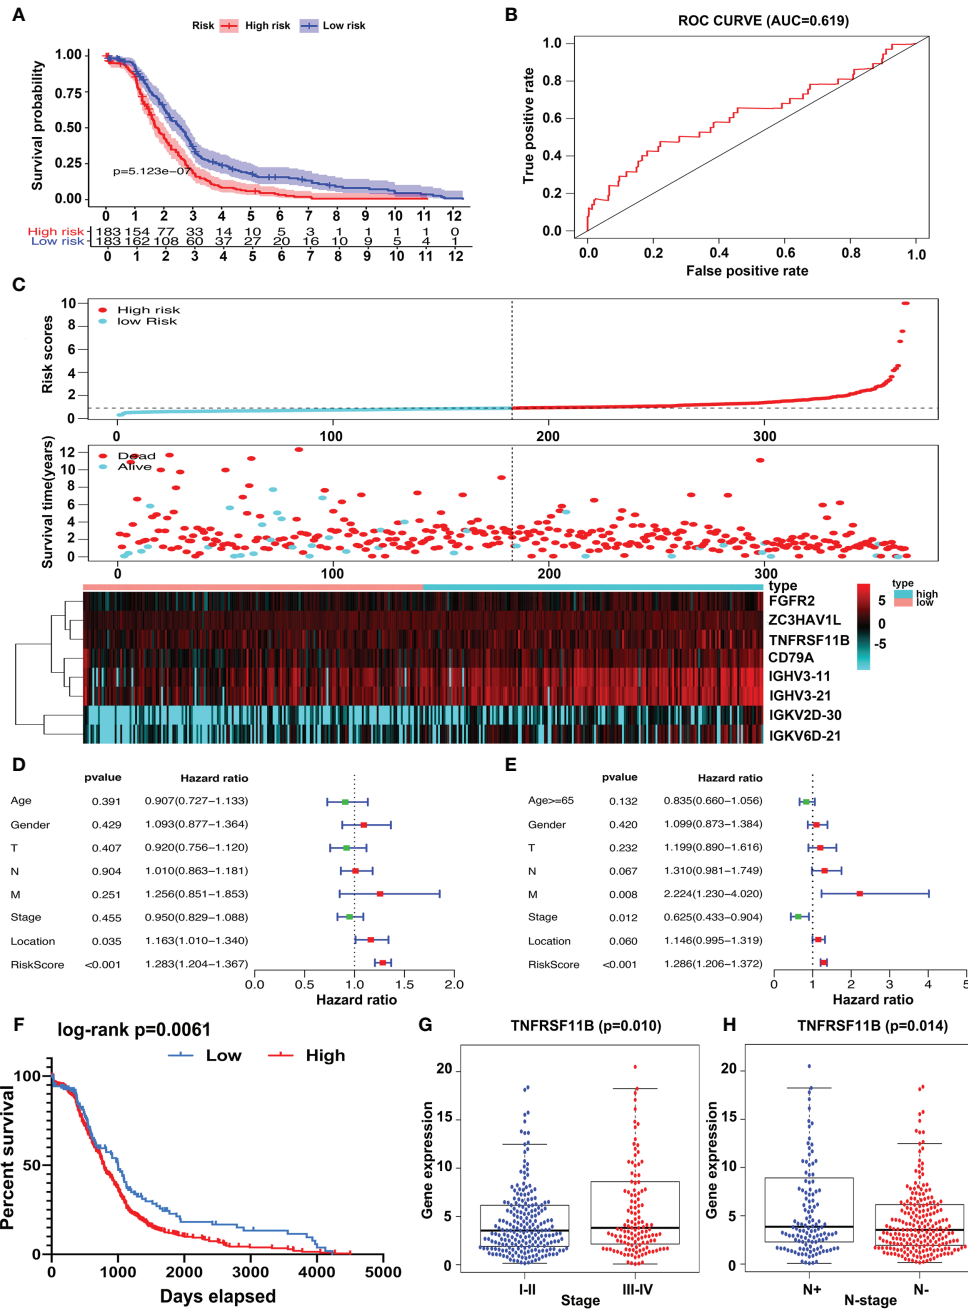 A
Risk High risk Low risk
Survival probability
1.00
0.75
0.50
0.25
0.00
p=5.123e−07
0 1 2 3 4 5 6 7 8 9 10 11 12
High risk 183 154 77 33 14 10 5 3 1 1 1 1 0
Low risk 183 162 108 60 37 27 20 16 10 9 5 4 1
0 1 2 3 4 5 6 7 8 9 10 11 12
B
ROC CURVE (AUC=0.619)
True positive rate
1.0
0.8
0.6
0.4
0.2
0.0
0.0 0.2 0.4 0.6 0.8 1.0
False positive rate
C
Risk scores
10
8
6
4
2
0
High risk
low Risk
0 100 200 300
Survival time(years)
12
10
8
6
4
2
0
Dead
Alive
0 100 200 300
type
FGFR2
ZC3HAV1L
TNFRSF11B
CD79A
IGHV3-11
IGHV3-21
IGKV2D-30
IGKV6D-21
5
0
-5
type
high
low
D
pvalue Hazard ratio
Age 0.391 0.907(0.727−1.133)
Gender 0.429 1.093(0.877−1.364)
T 0.407 0.920(0.756−1.120)
N 0.904 1.010(0.863−1.181)
M 0.251 1.256(0.851−1.853)
Stage 0.455 0.950(0.829−1.088)
Location 0.035 1.163(1.010−1.340)
RiskScore <0.001 1.283(1.204−1.367)
0.0 0.5 1.0 1.5 2.0
Hazard ratio
E
pvalue Hazard ratio
Age>=65 0.132 0.835(0.660−1.056)
Gender 0.420 1.099(0.873−1.384)
T 0.232 1.199(0.890−1.616)
N 0.067 1.310(0.981−1.749)
M 0.008 2.224(1.230−4.020)
Stage 0.012 0.625(0.433−0.904)
Location 0.060 1.146(0.995−1.319)
RiskScore <0.001 1.286(1.206−1.372)
0 1 2 3 4 5
Hazard ratio
F
log-rank p=0.0061
Low High
Percent survival
100
50
0
0 1000 2000 3000 4000 5000
Days elapsed
G
TNFRSF11B (p=0.010)
Gene expression
20
15
10
5
0
I-II III-IV
Stage
H
TNFRSF11B (p=0.014)
Gene expression
20
15
10
5
0
N+ N-
N-stage